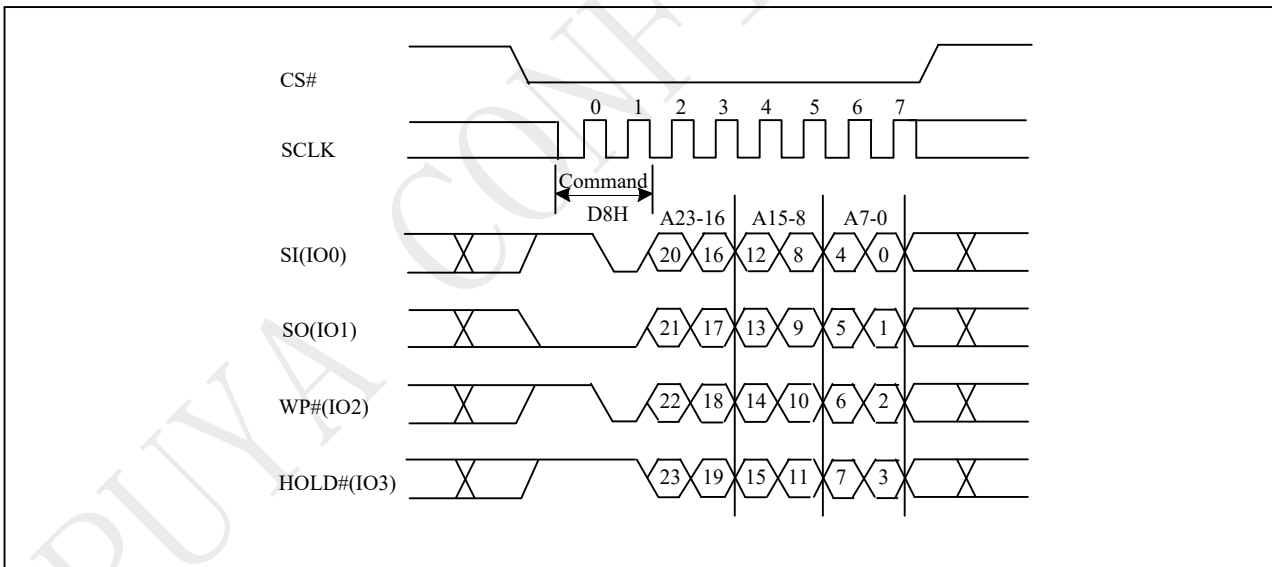 PUYA CONF
CS#
0 1 2 3 4 5 6 7
SCLK
Command
D8H
A23-16 A15-8 A7-0
SI(IO0) 20 16 12 8 4 0
SO(IO1) 21 17 13 9 5 1
WP#(IO2) 22 18 14 10 6 2
HOLD#(IO3) 23 19 15 11 7 3